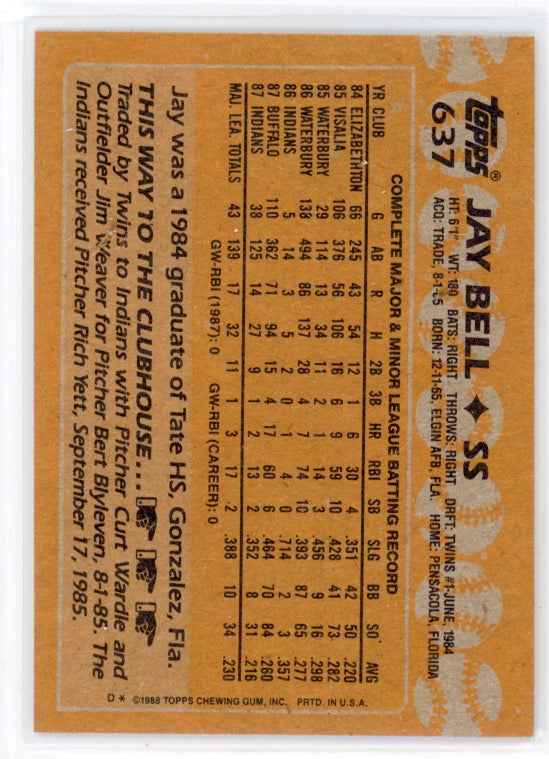 topps® JAY BELL ♦ SS
637 HT: 6'1" WT: 180 BATS: RIGHT THROWS: RIGHT DRFT: TWINS #1-JUNE, 1984
ACQ: TRADE, 8-1-85 BORN: 12-11-65, ELGIN AFB, FLA. HOME: PENSACOLA, FLORIDA
COMPLETE MAJOR & MINOR LEAGUE BATTING RECORD
YR CLUB G AB R H 2B 3B HR RBI SB SLG BB SO AVG
84 ELIZABETHTON 66 245 43 54 12 1 6 30 4 .351 42 50 .220
85 VISALIA 106 376 56 106 16 6 9 59 10 .428 41 73 .282
85 WATERBURY 29 114 13 34 11 2 3 14 3 .456 9 16 .298
86 WATERBURY 138 494 86 137 28 4 7 74 10 .393 87 65 .277
86 INDIANS 5 14 3 5 2 0 1 4 0 .714 2 3 .357
87 BUFFALO 110 362 71 94 15 4 17 60 6 .464 70 84 .260
87 INDIANS 38 125 14 27 9 1 2 13 2 .352 8 31 .216
MAJ. LEA. TOTALS 43 139 17 32 11 1 3 17 2 .388 10 34 .230
GW-RBI (1987): 0 GW-RBI (CAREER): 0
Jay was a 1984 graduate of Tate HS, Gonzalez, Fla.
THIS WAY TO THE CLUBHOUSE...
Traded by Twins to Indians with Pitcher Curt Wardle and
Outfielder Jim Weaver for Pitcher Bert Blyleven, 8-1-85. The
Indians received Pitcher Rich Yett, September 17, 1985.
D* ©1988 TOPPS CHEWING GUM, INC. PRTD. IN U.S.A.